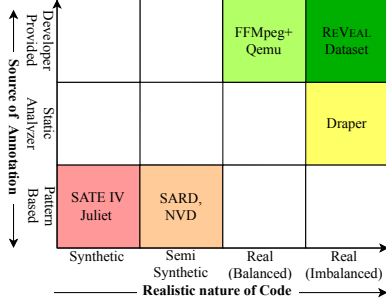 Source of Annotation
Developer
Provided
Static
Analyzer
Pattern
Based
FFMpeg+
Qemu
REVEAL
Dataset
Draper
SATE IV
Juliet
SARD,
NVD
Synthetic
Semi
Synthetic
Real
(Balanced)
Real
(Imbalanced)
Realistic nature of Code